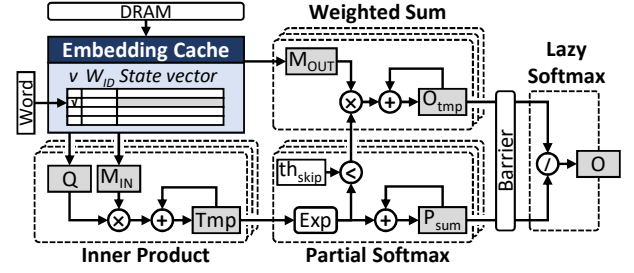 DRAM
Weighted Sum
Embedding Cache
v W_ID State vector
v
Word
M_OUT
×
+
O_tmp
Lazy
Softmax
Barrier
/
O
Q
M_IN
th_skip
<
×
+
Tmp
Exp
+
P_sum
Inner Product
Partial Softmax